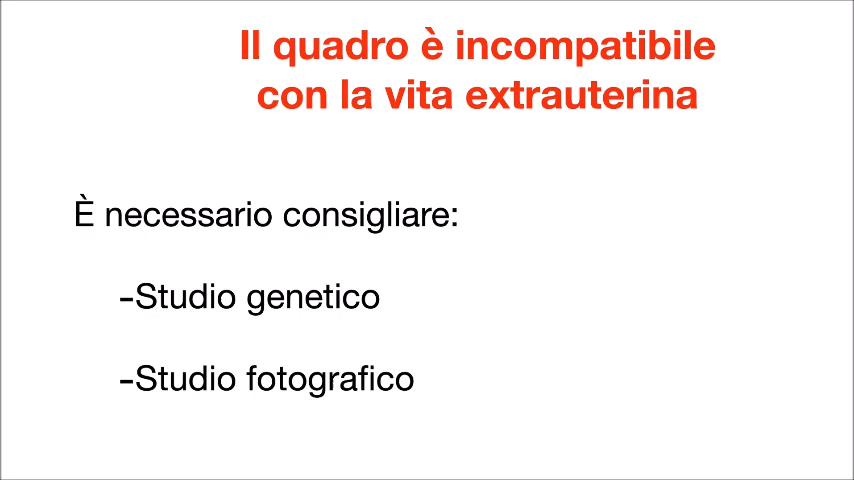 Il quadro è incompatibile
con la vita extrauterina
È necessario consigliare:
-Studio genetico
-Studio fotografico